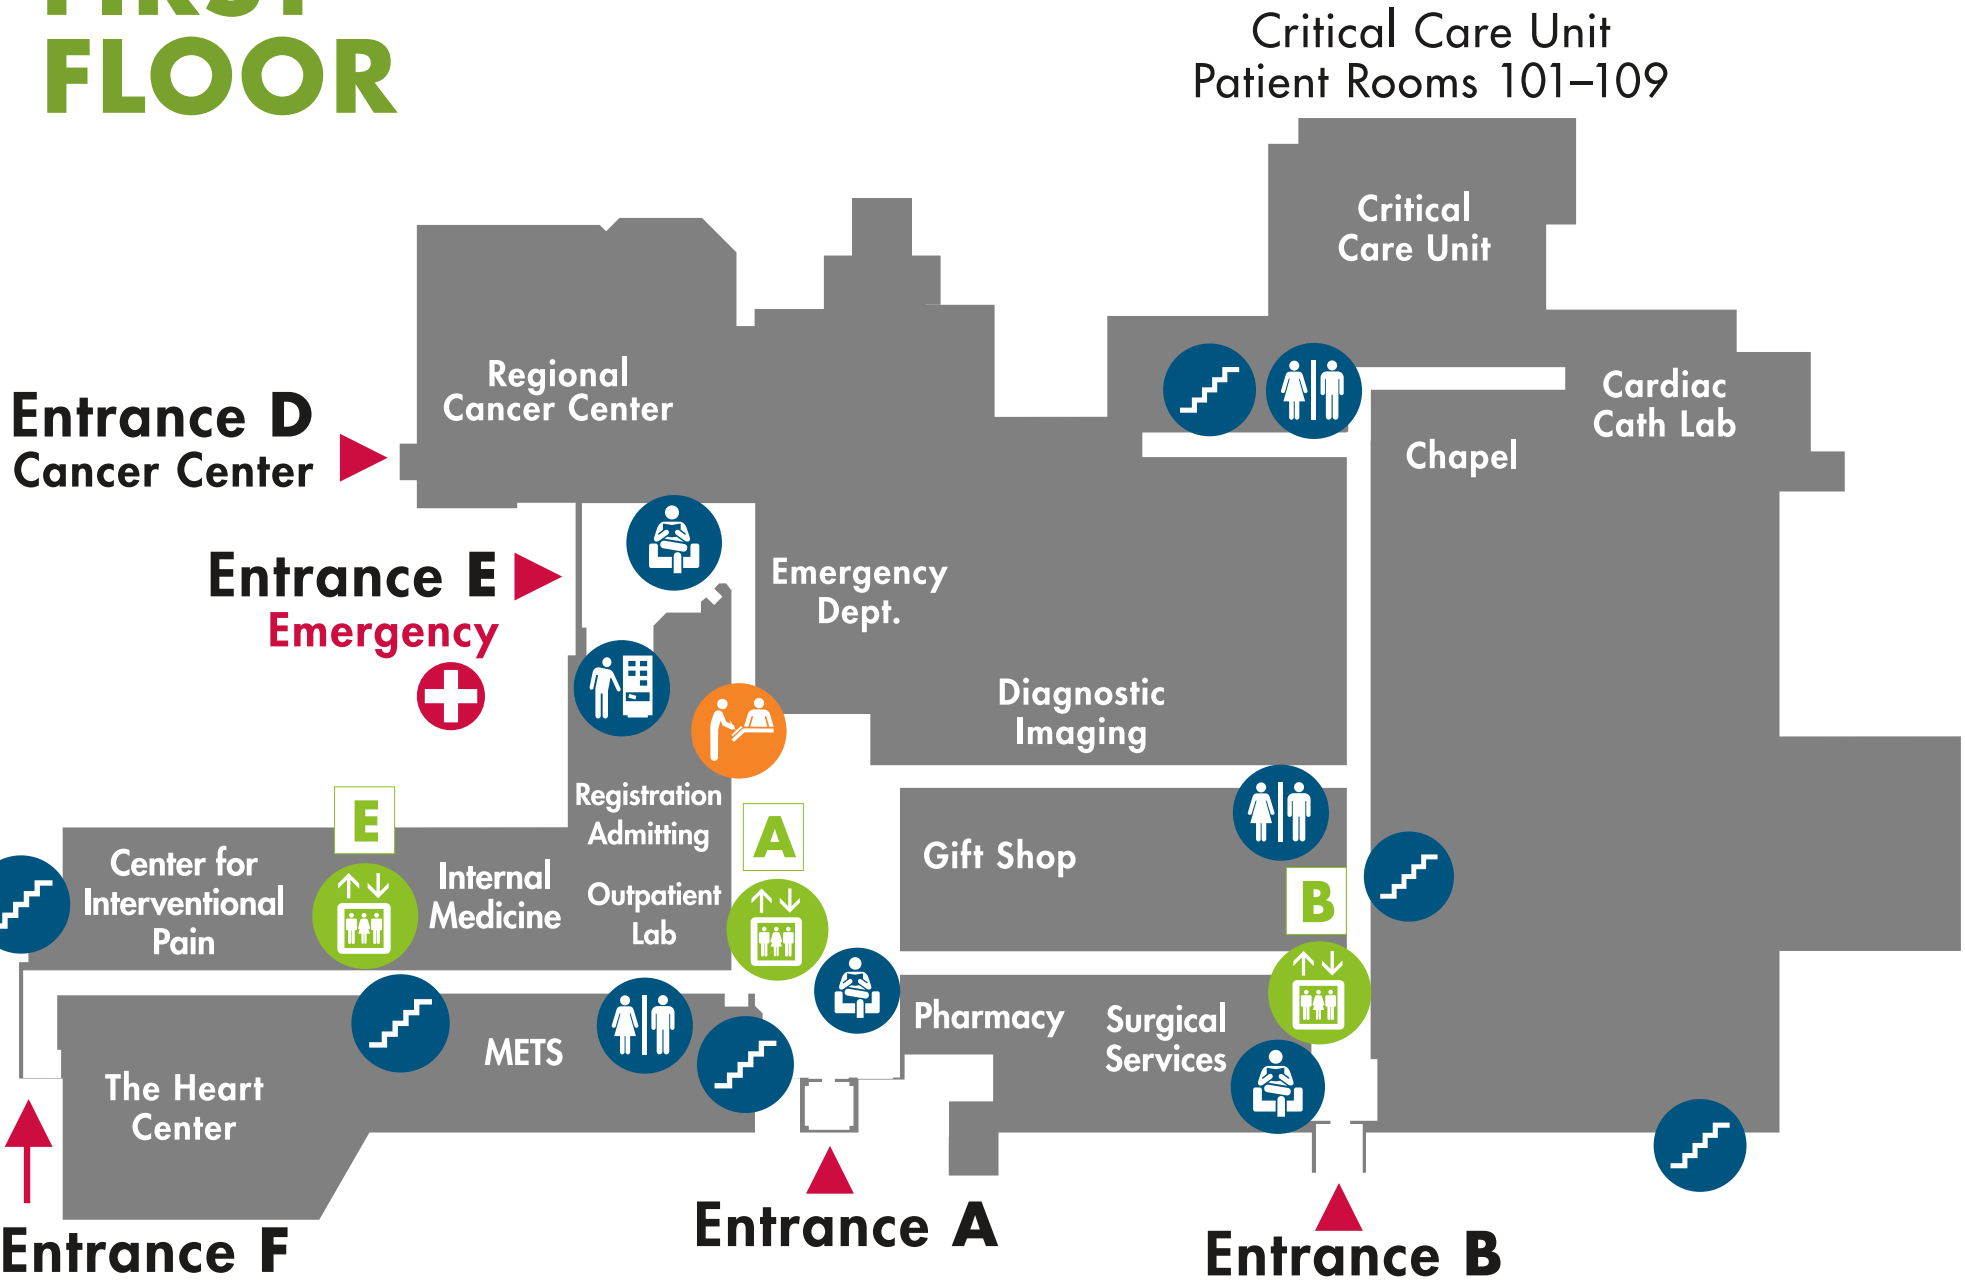 FIRST
FLOOR
Critical Care Unit
Patient Rooms 101–109
Critical
Care Unit
Regional
Cancer Center
Cardiac
Cath Lab
Chapel
Entrance D
Cancer Center
Entrance E
Emergency
Emergency
Dept.
Diagnostic
Imaging
Registration
Admitting
E
A
Gift Shop
Center for
Interventional
Pain
Internal
Medicine
Outpatient
Lab
B
Pharmacy
Surgical
Services
METS
The Heart
Center
Entrance F
Entrance A
Entrance B